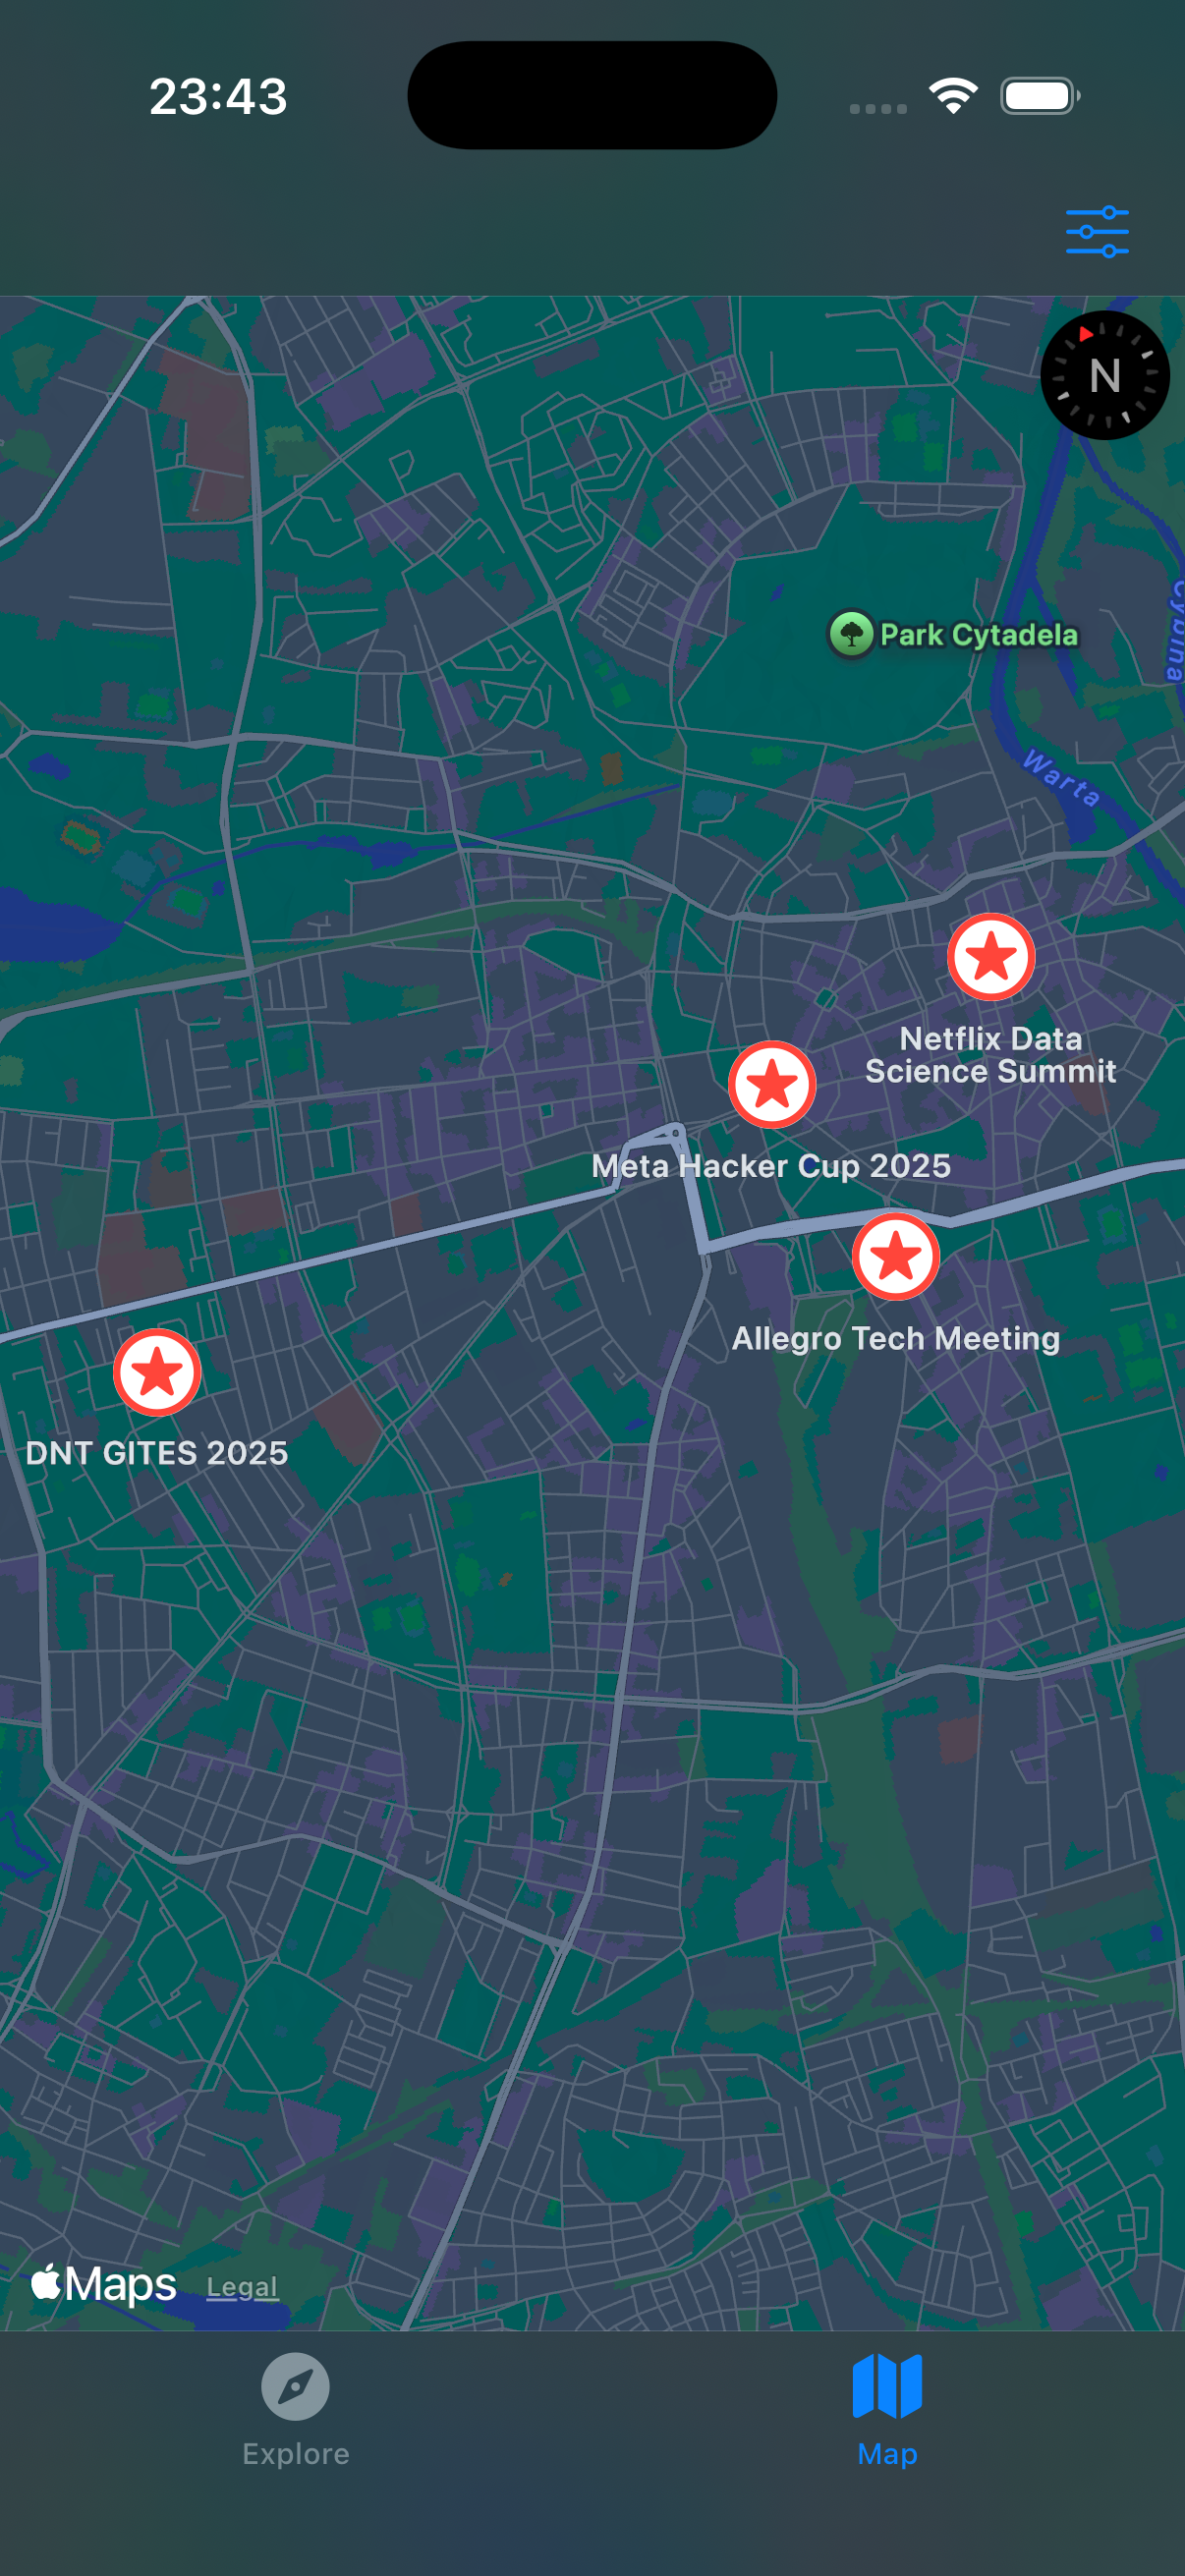 23:43
N
Park Cytadela
Cybina
Warta
Netflix Data
Science Summit
Meta Hacker Cup 2025
Allegro Tech Meeting
DNT GITES 2025
Maps
Legal
Explore
Map